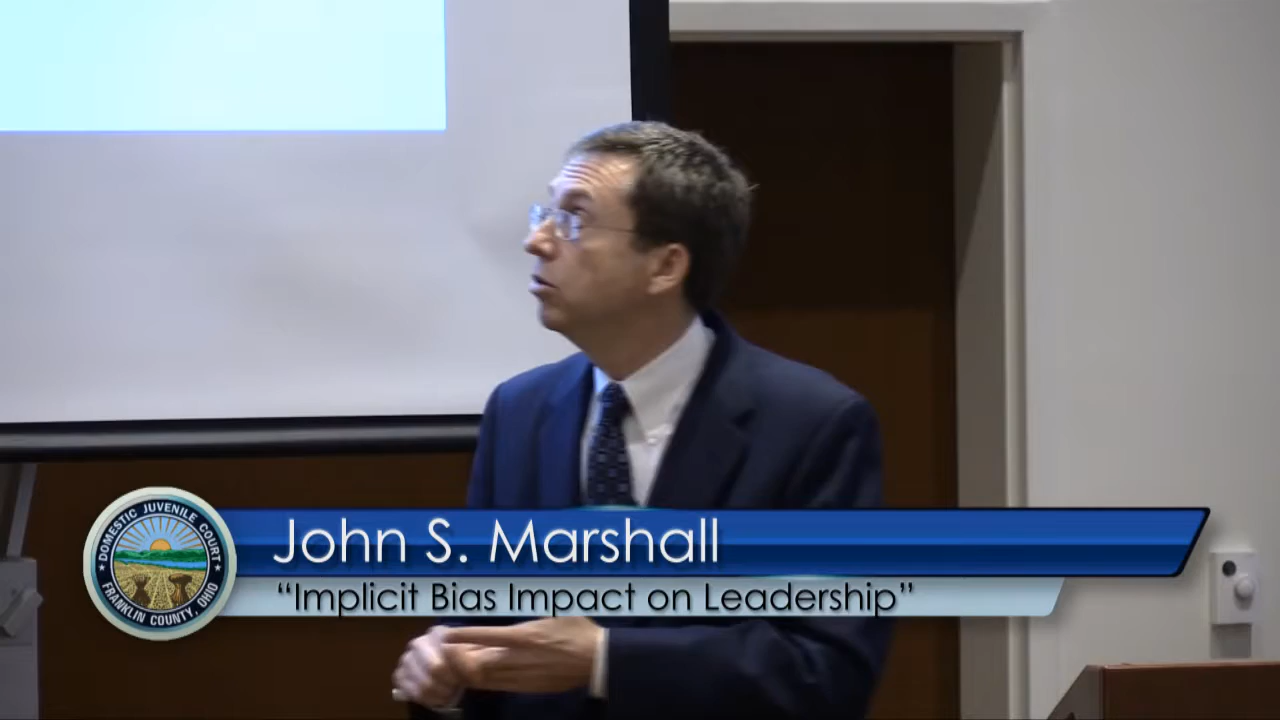 John S. Marshall
“Implicit Bias Impact on Leadership”
DOMESTIC JUVENILE COURT
FRANKLIN COUNTY, OHIO